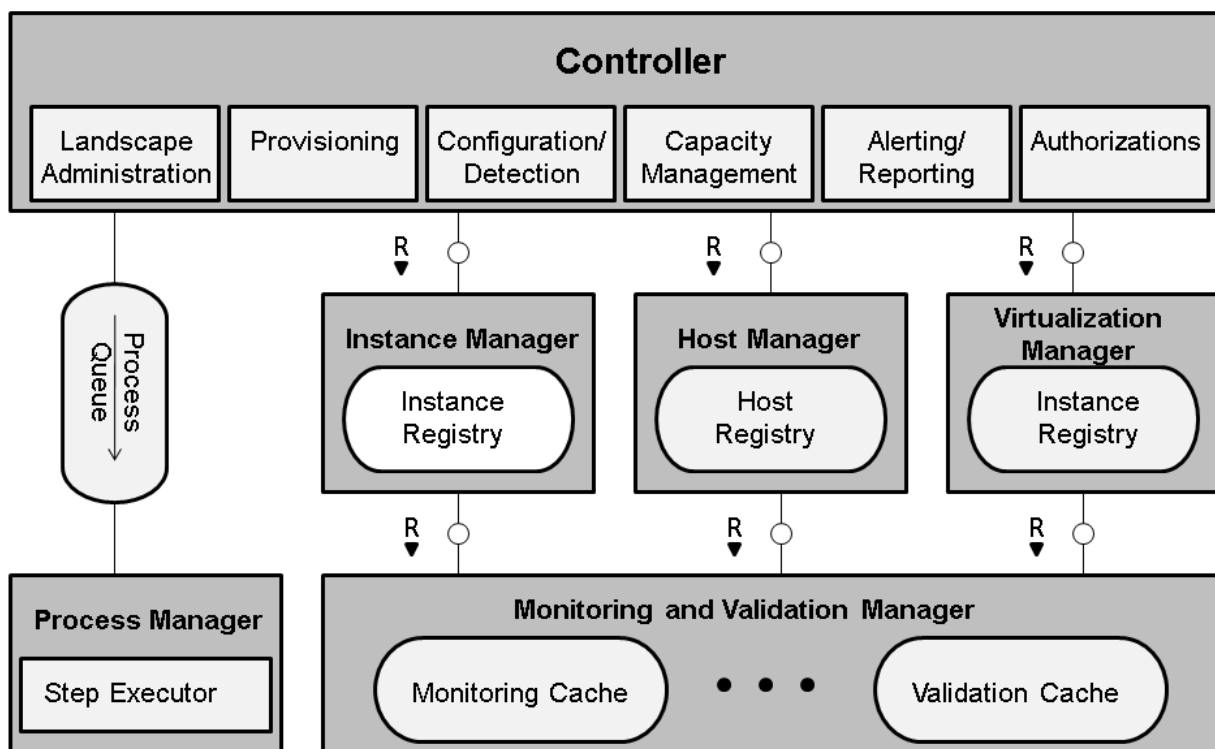 Controller
Landscape
Administration
Provisioning
Configuration/
Detection
Capacity
Management
Alerting/
Reporting
Authorizations
R
R
R
Process
Queue
Instance Manager
Instance
Registry
Host Manager
Host
Registry
Virtualization
Manager
Instance
Registry
R
R
R
Process Manager
Step Executor
Monitoring and Validation Manager
Monitoring Cache
Validation Cache